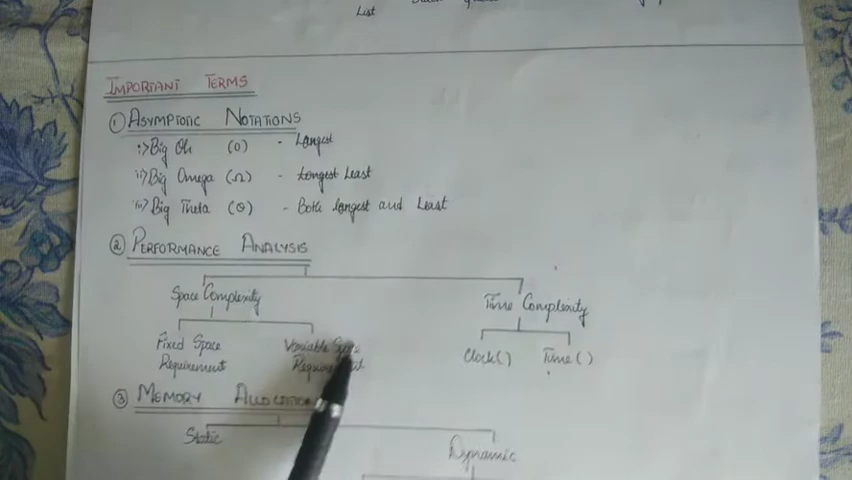 List
IMPORTANT TERMS
① ASYMPTOTIC NOTATIONS
i> Big Oh (O) - Longest
ii> Big Omega (Ω) - Longest Least
iii> Big Theta (θ) - Both longest and Least
② PERFORMANCE ANALYSIS
Space Complexity Time Complexity
Fixed Space Variable Space Clock() Time()
Requirement Requirement
③ MEMORY ALLOCATION
Static Dynamic